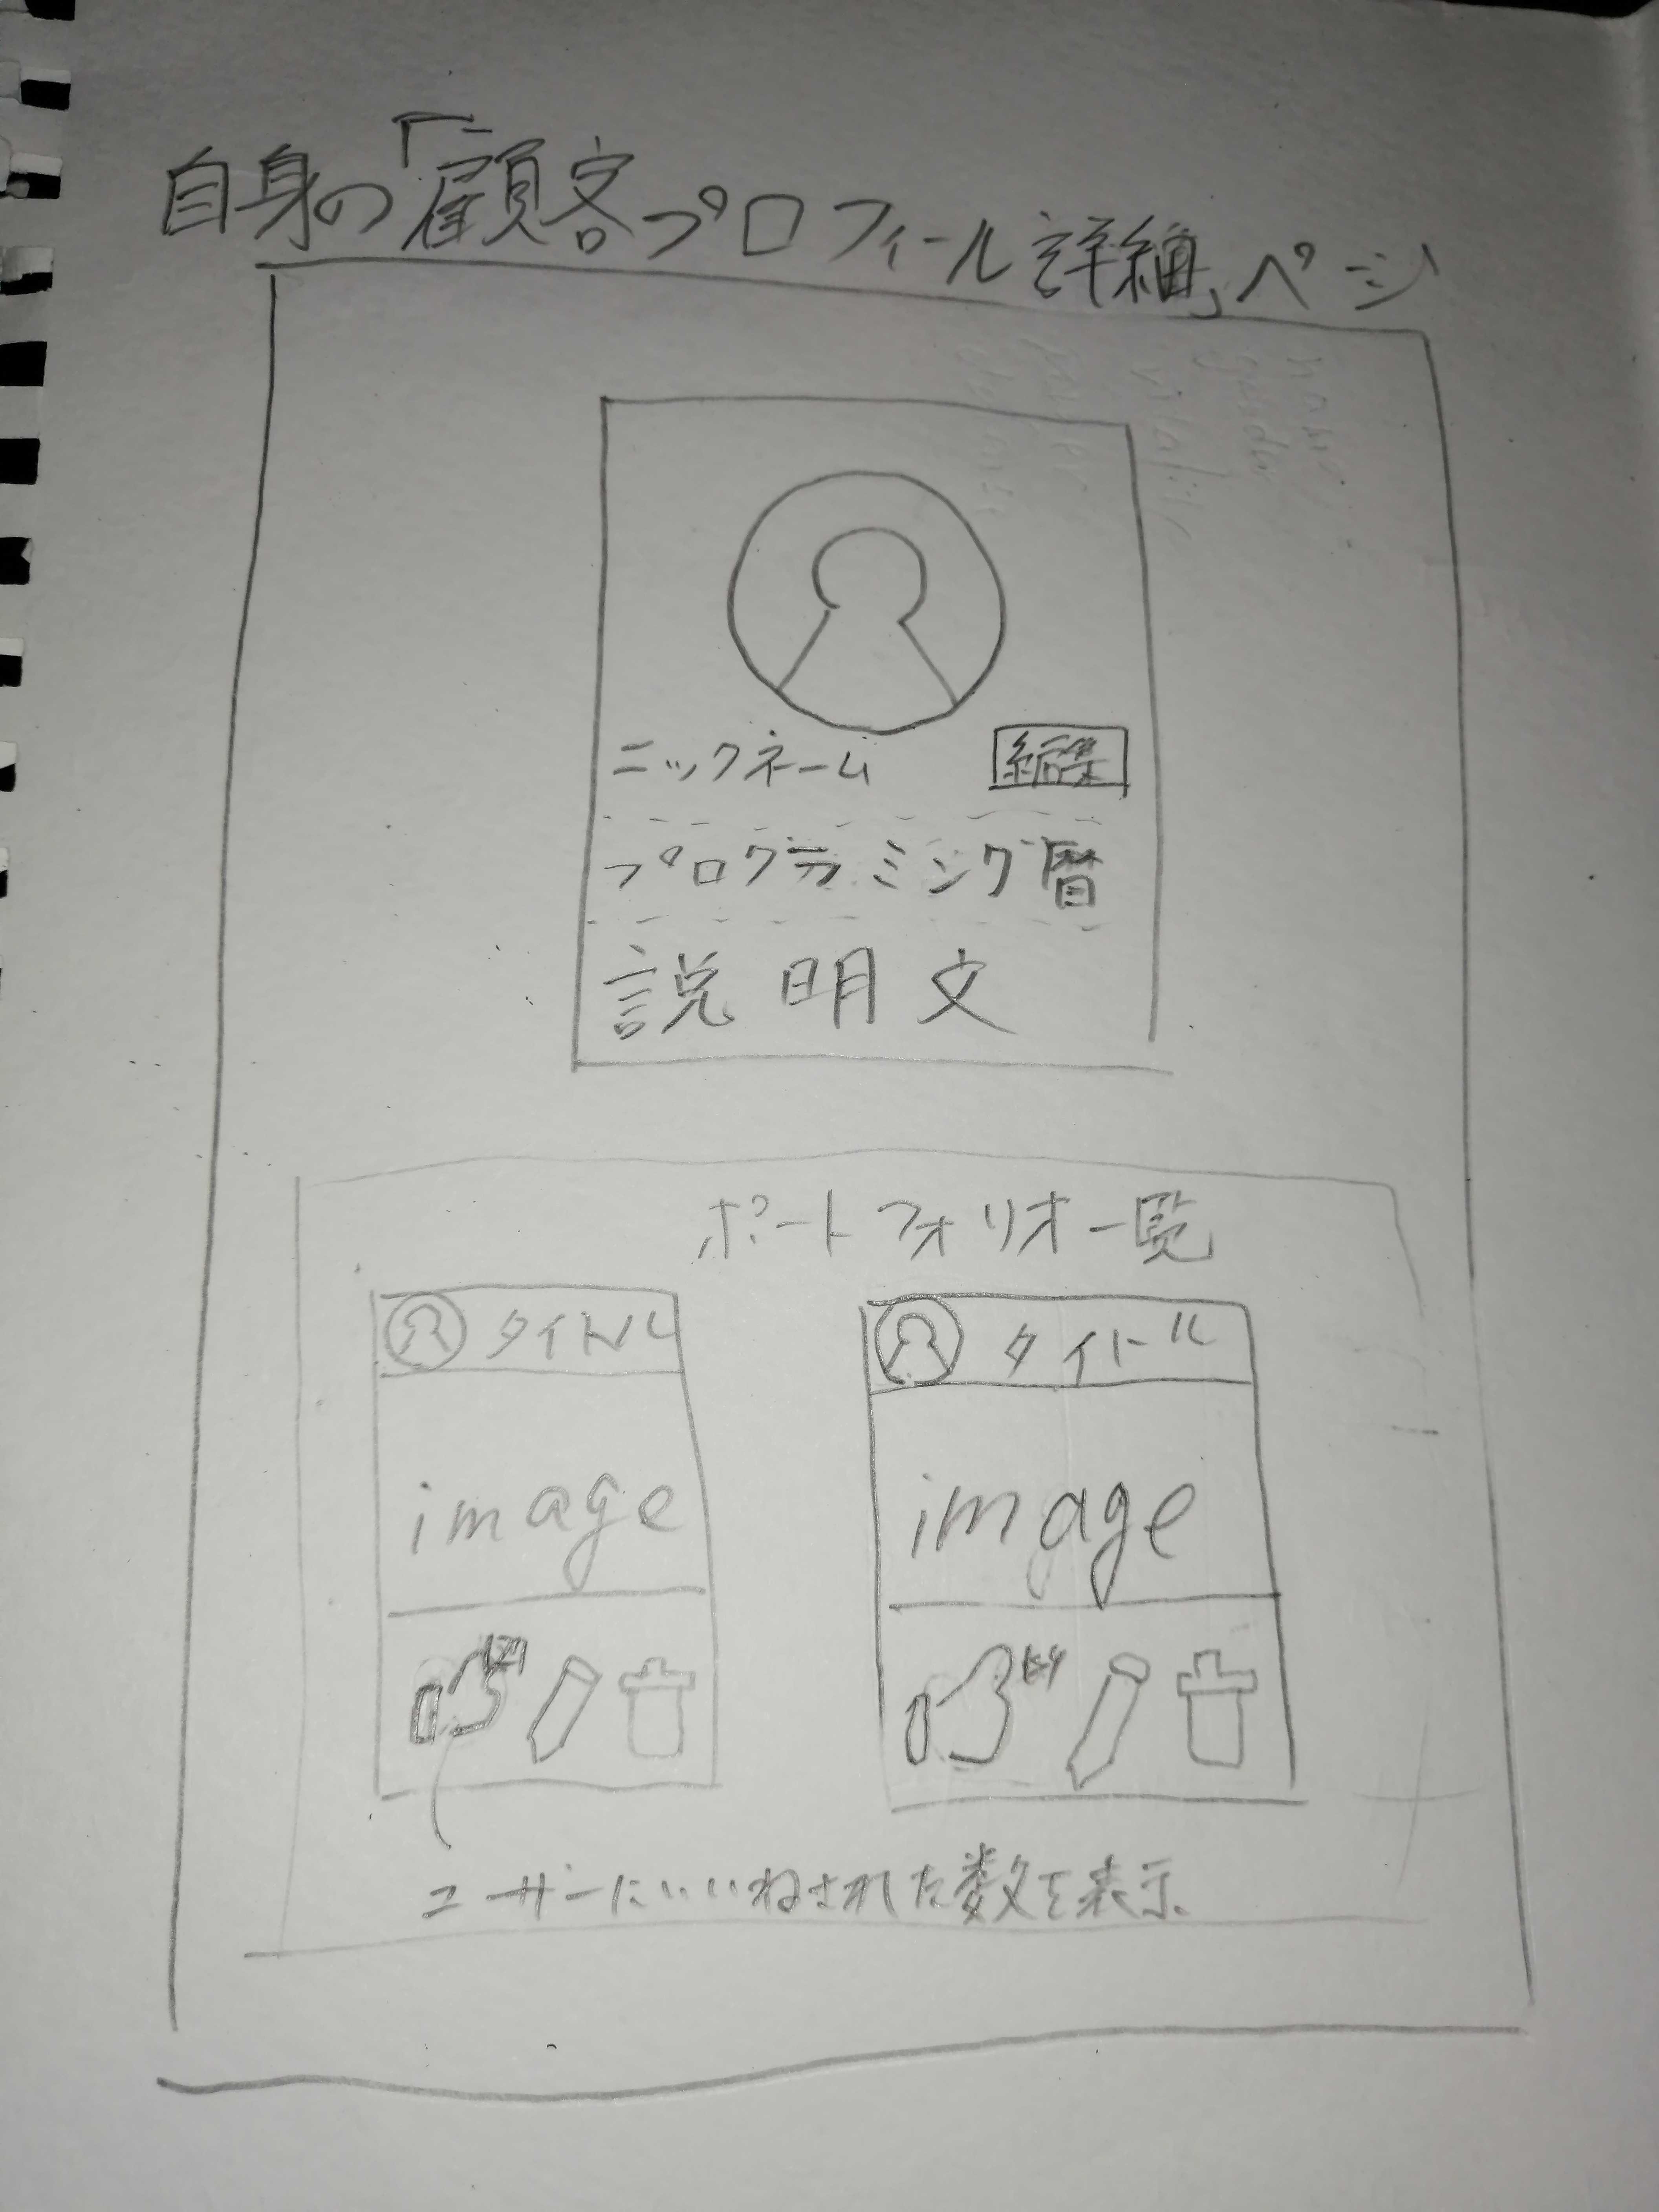 自身の「顧客プロフィール詳細」ページ
ニックネーム 編集
プログラミング暦
説明文
ポートフォリオ一覧
タイトル タイトル
image image
ユーザーにいいねされた数を表示